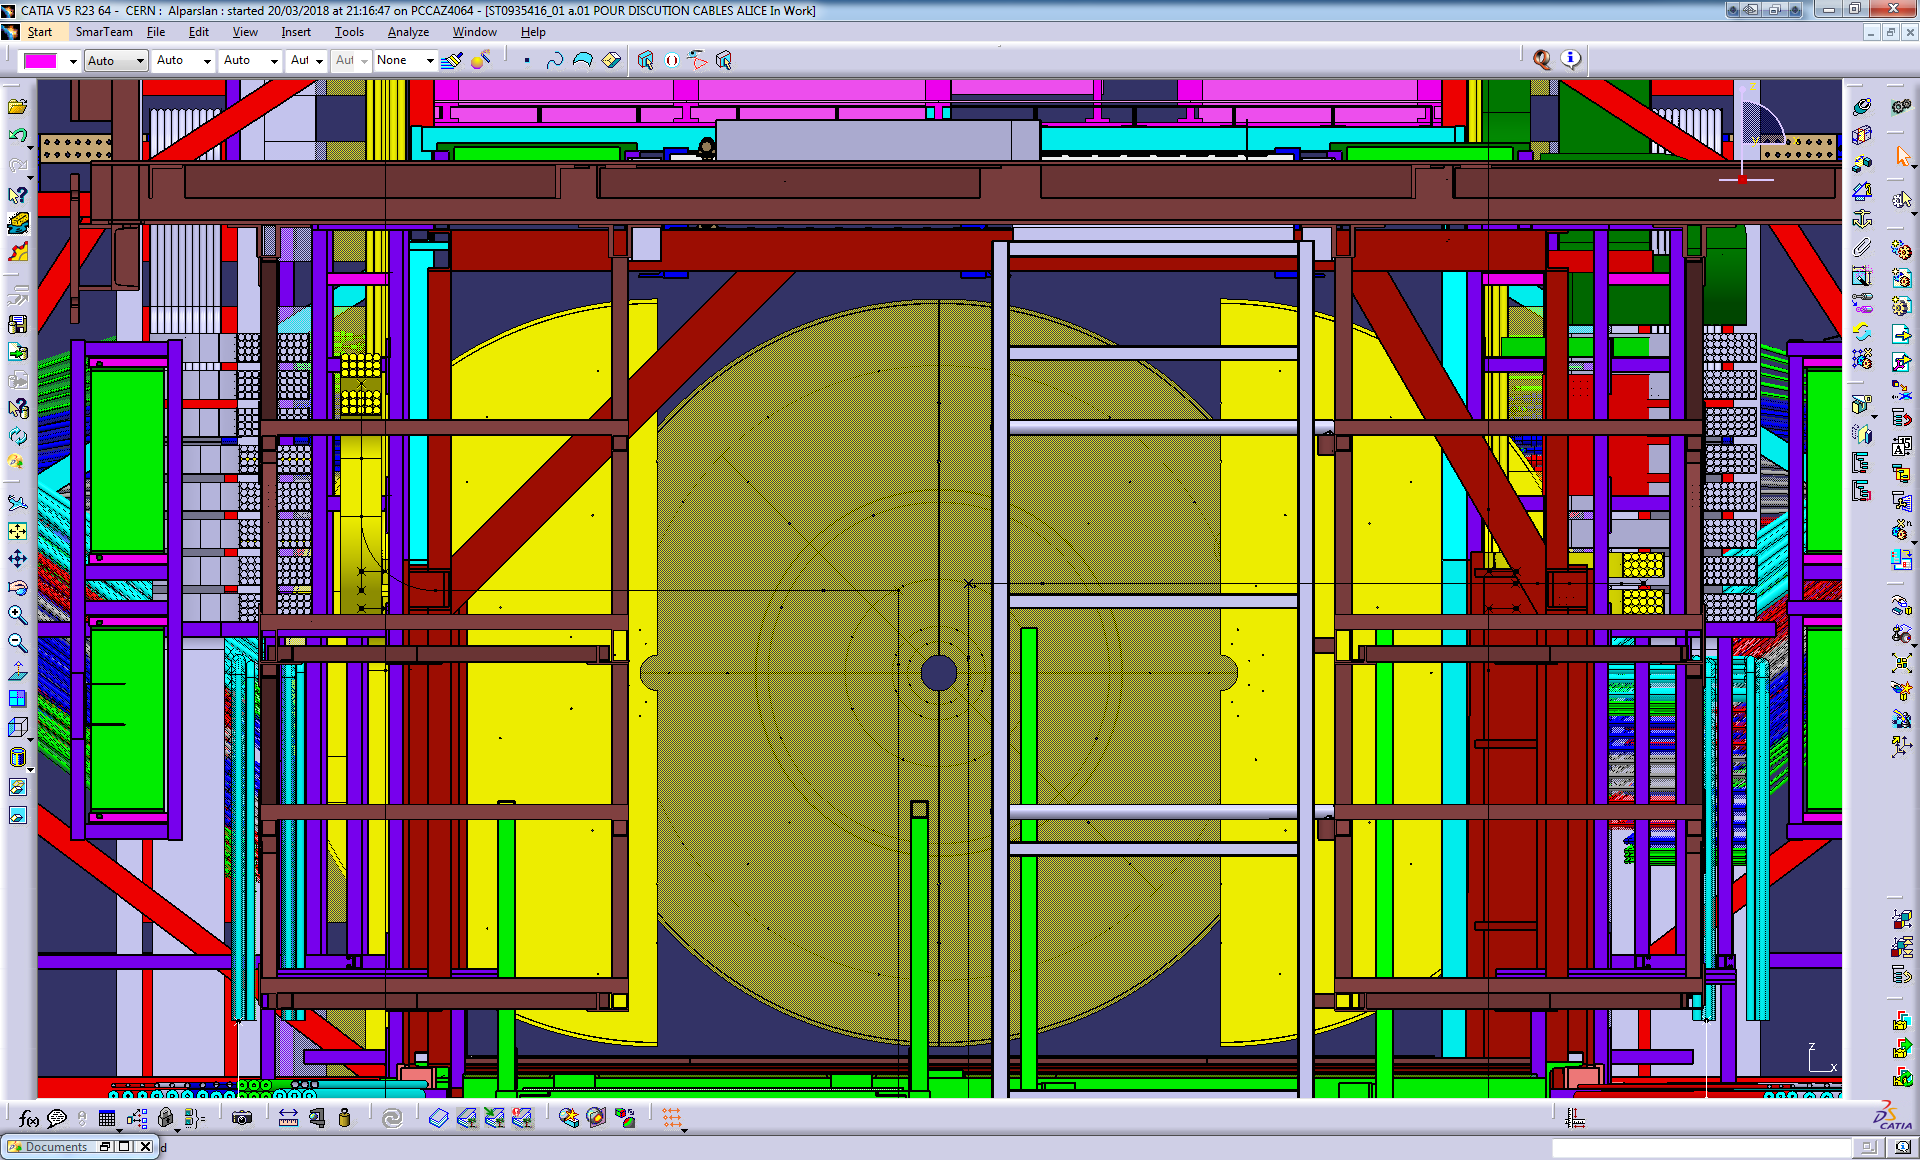 CATIA V5 R23 64 - CERN : Alparslan : started 20/03/2018 at 21:16:47 on PCCAZ4064 - [ST0935416_01 a.01 POUR DISCUTION CABLES ALICE In Work]
Start SmarTeam File Edit View Insert Tools Analyze Window Help
Auto Auto Auto Aut Aut None
Z
X
f(x)
CATIA
Documents
d